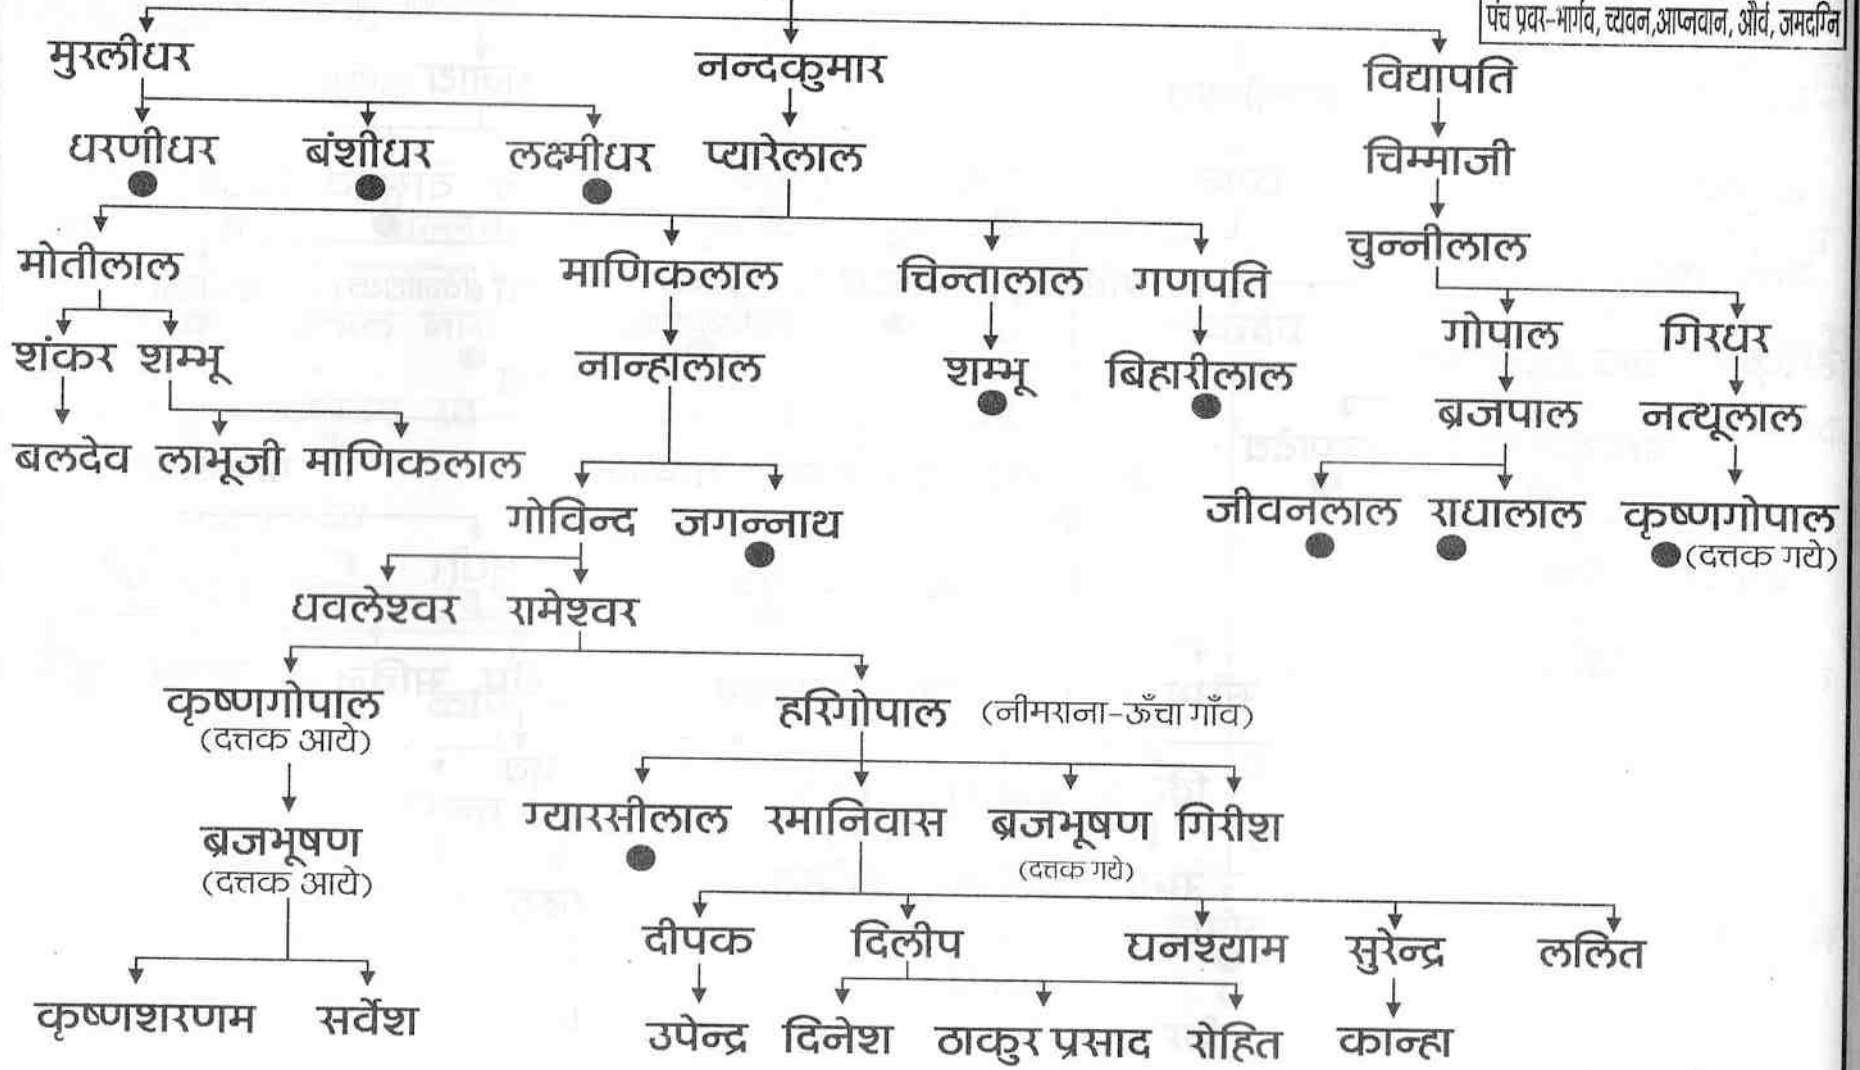 पंच प्रवर-भार्गव, च्यवन,आप्नवान, और्व, जमदग्नि
मुरलीधर नन्दकुमार विद्यापति
धरणीधर बंशीधर लक्ष्मीधर प्यारेलाल चिम्माजी
मोतीलाल माणिकलाल चिन्तालाल गणपति चुन्नीलाल
शंकर शम्भू नान्हालाल शम्भू बिहारीलाल गोपाल गिरधर
बलदेव लाभूजी माणिकलाल ब्रजपाल नत्थूलाल
गोविन्द जगन्नाथ जीवनलाल राधालाल कृष्णगोपाल
(दत्तक गये)
धवलेश्वर रामेश्वर
कृष्णगोपाल हरिगोपाल (नीमराना-ऊँचा गाँव)
(दत्तक आये)
ग्यारसीलाल रमानिवास ब्रजभूषण गिरीश
(दत्तक गये)
ब्रजभूषण
(दत्तक आये)
दीपक दिलीप घनश्याम सुरेन्द्र ललित
कृष्णशरणम सर्वेश उपेन्द्र दिनेश ठाकुर प्रसाद रोहित कान्हा